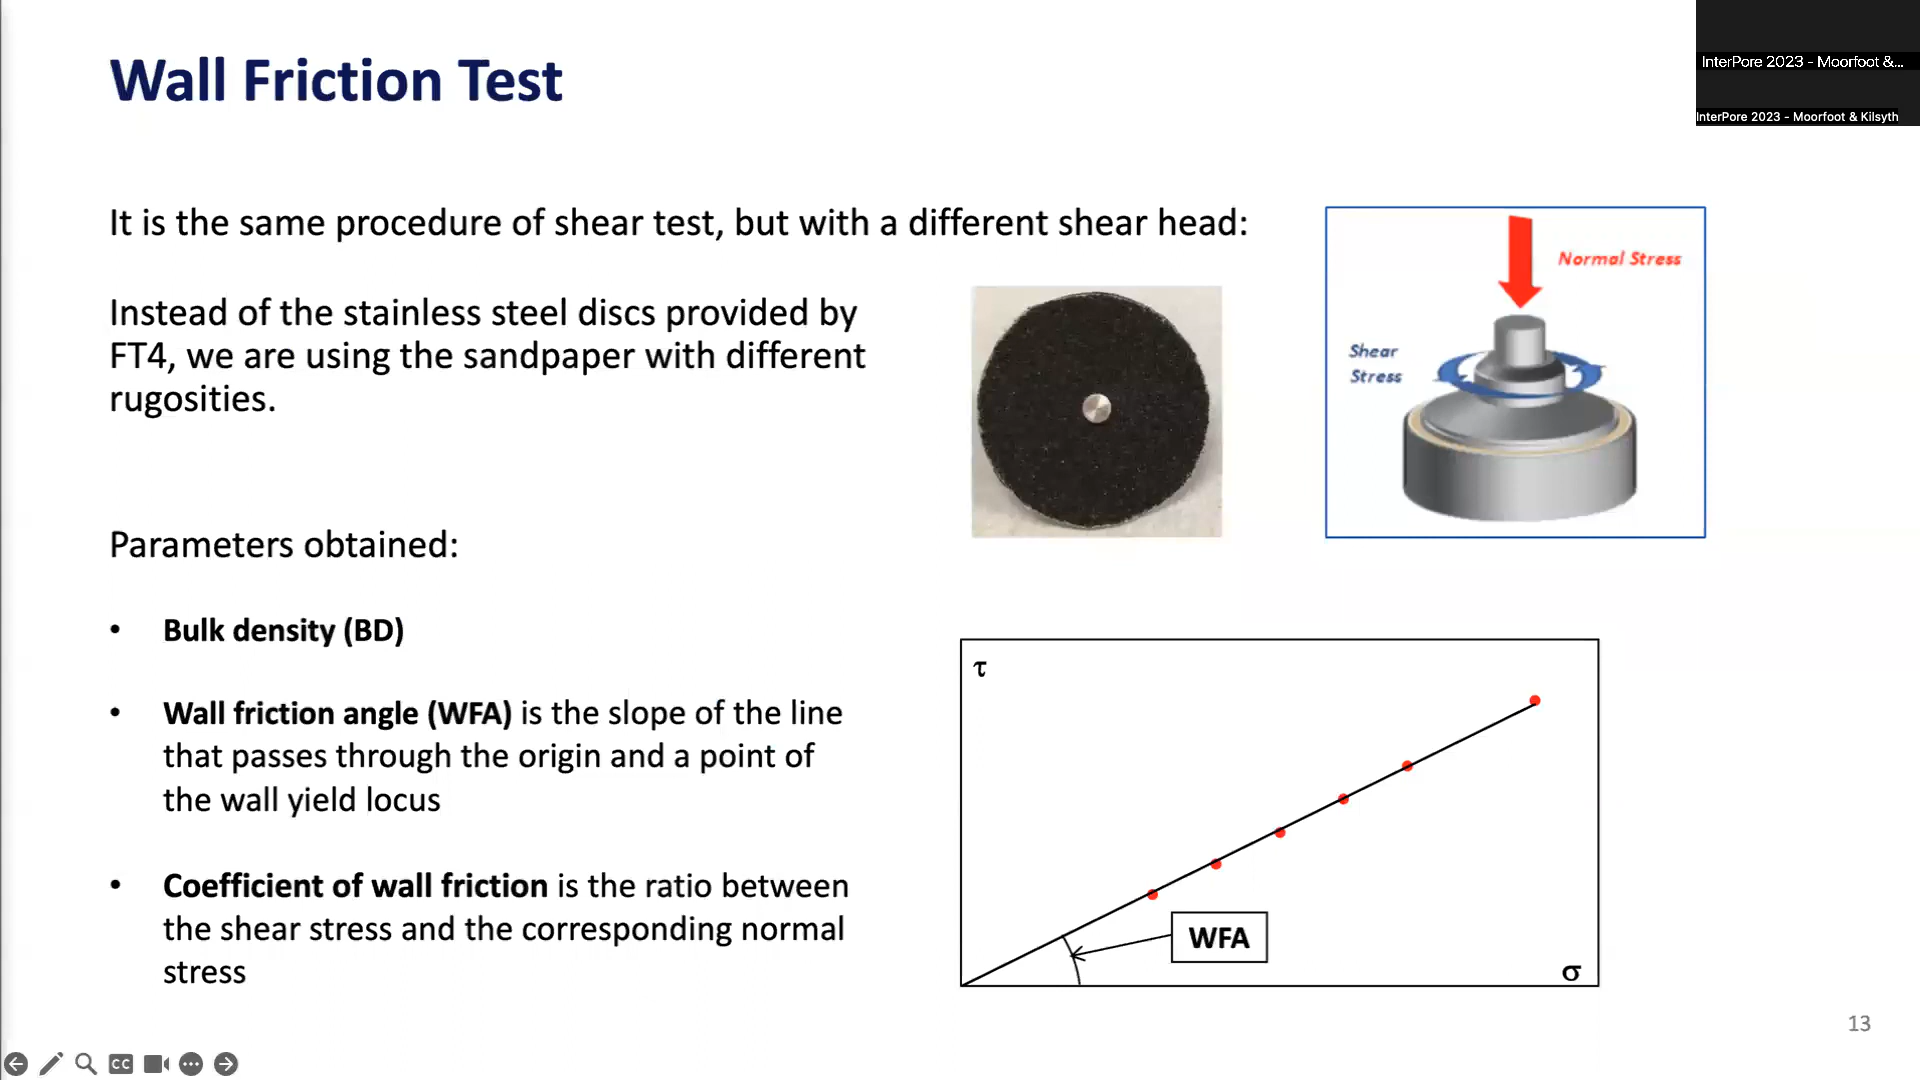 Wall Friction Test
InterPore 2023 - Moorfoot &...
InterPore 2023 - Moorfoot & Kilsyth
It is the same procedure of shear test, but with a different shear head:
Instead of the stainless steel discs provided by
FT4, we are using the sandpaper with different
rugosities.
Normal Stress
Shear
Stress
Parameters obtained:
• Bulk density (BD)
• Wall friction angle (WFA) is the slope of the line
that passes through the origin and a point of
the wall yield locus
• Coefficient of wall friction is the ratio between
the shear stress and the corresponding normal
stress
τ
WFA
σ
13
CC